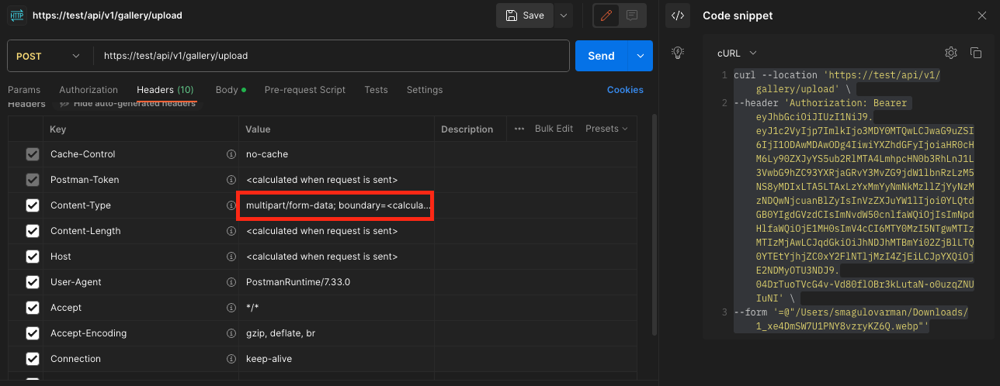 HTTP https://test/api/v1/gallery/upload
Save
POST
https://test/api/v1/gallery/upload
Send
Params Authorization Headers (10) Body Pre-request Script Tests Settings Cookies
Headers Hide auto-generated headers
Key Value Description Bulk Edit Presets
Cache-Control no-cache
Postman-Token <calculated when request is sent>
Content-Type multipart/form-data; boundary=<calcula...
Content-Length <calculated when request is sent>
Host <calculated when request is sent>
User-Agent PostmanRuntime/7.33.0
Accept */*
Accept-Encoding gzip, deflate, br
Connection keep-alive
Code snippet
cURL
1 curl --location 'https://test/api/v1/
gallery/upload' \
2 --header 'Authorization: Bearer
eyJhbGciOiJIUzI1NiJ9.
eyJ1c2VyIjp7ImlkIjo3MDY0MTQwLCJwaG9uZSI
6IjI1ODAwMDAwODg4IiwiYXZhdGFyIjoiaHR0cH
M6Ly90ZXJyYS5ub2RlMTA4LmhpcHN0b3RhLnJ1L
3VwbG9hZC93YXRjaGRvY3MvZG9jdW1lbnRzLzM5
NS8yMDIxLTA5LTAxLzYxMmYyNmNkMzllZjYyNzM
zNDQwNjcuanBlZyIsInVzZXJuYW1lIjoi0YLQtd
GB0YIgdGVzdCIsImNvdW50cnlfaWQiOjIsImNpd
HlfaWQiOjE1MH0sImV4cCI6MTY0MzI5NTgwMTIz
MTIzMjAwLCJqdGkiOiJhNDJhMTBmYi02ZjBlLTQ
0YTEtYjhjZC0xY2FlNTljMzI4ZjEiLCJpYXQiOj
E2NDMyOTU3NDJ9.
04DrTuoTVcG4v-Vd80flOBr3kLutaN-o0uzqZNU
IuNI' \
3 --form '=@"/Users/smagulovarman/Downloads/
1_xe4DmSW7U1PNY8vzryKZ6Q.webp"'